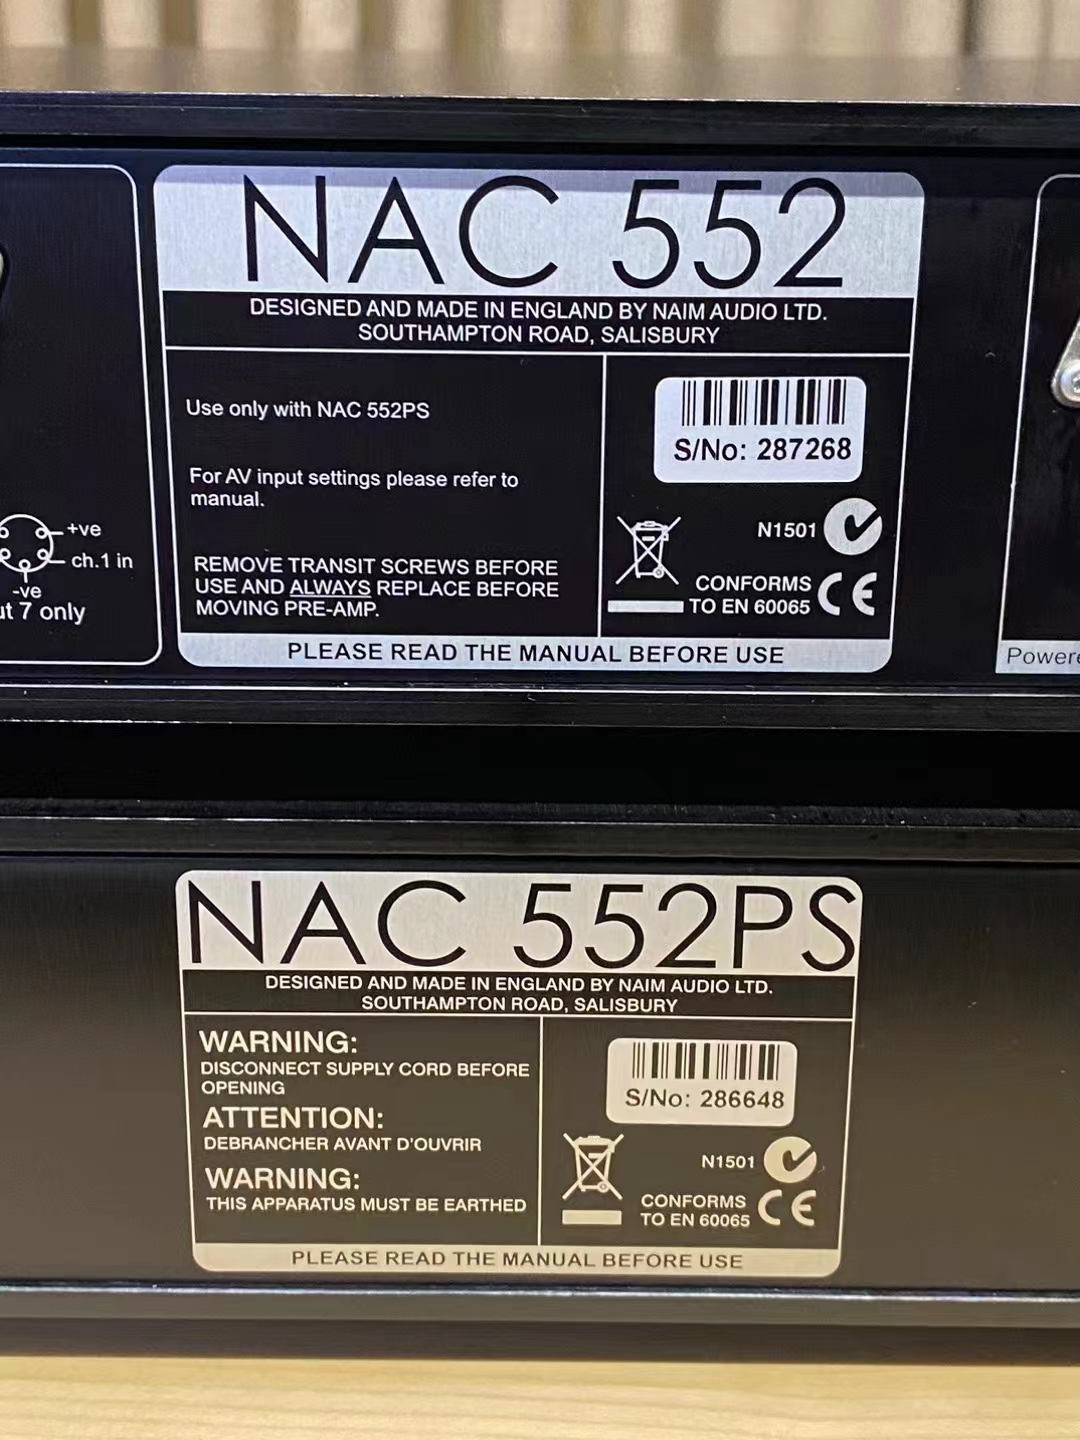 NAC 552
DESIGNED AND MADE IN ENGLAND BY NAIM AUDIO LTD.
SOUTHAMPTON ROAD, SALISBURY
Use only with NAC 552PS
For AV input settings please refer to
manual.
REMOVE TRANSIT SCREWS BEFORE
USE AND ALWAYS REPLACE BEFORE
MOVING PRE-AMP.
S/No: 287268
N1501
CONFORMS
TO EN 60065
CE
PLEASE READ THE MANUAL BEFORE USE
+ve
ch.1 in
-ve
7 only
NAC 552PS
DESIGNED AND MADE IN ENGLAND BY NAIM AUDIO LTD.
SOUTHAMPTON ROAD, SALISBURY
WARNING:
DISCONNECT SUPPLY CORD BEFORE
OPENING
ATTENTION:
DEBRANCHER AVANT D'OUVRIR
WARNING:
THIS APPARATUS MUST BE EARTHED
S/No: 286648
N1501
CONFORMS
TO EN 60065
CE
PLEASE READ THE MANUAL BEFORE USE